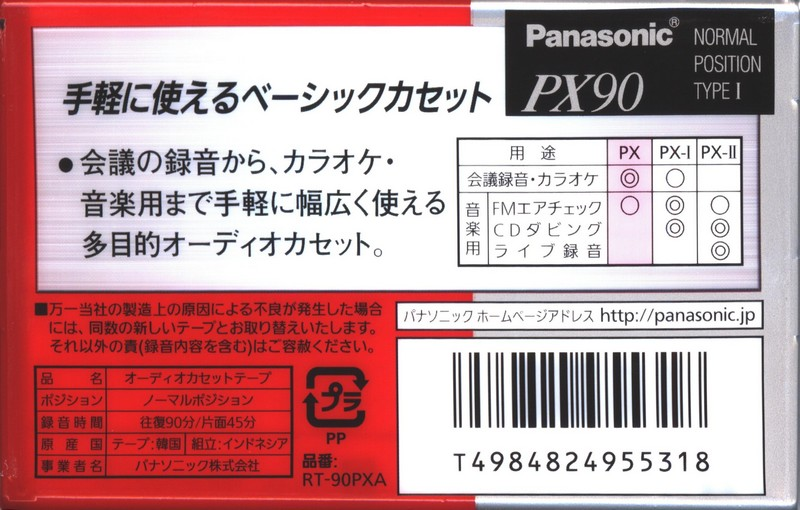 Panasonic®
PX90
NORMAL
POSITION
TYPE I
手軽に使えるベーシックカセット
●会議の録音から、カラオケ・
音楽用まで手軽に幅広く使える
多目的オーディオカセット。
用途 PX PX-I PX-II
会議録音・カラオケ ◎ ○
音楽用 FMエアチェック ○ ◎ ○
CDダビング ◎ ◎
ライブ録音 ◎
■万一当社の製造上の原因による不良が発生した場合
には、同数の新しいテープとお取り替えいたします。
それ以外の責(録音内容を含む)はご容赦ください。
パナソニック ホームページアドレス http://panasonic.jp
品名 オーディオカセットテープ
ポジション ノーマルポジション
録音時間 往復90分/片面45分
原産国 テープ:韓国 組立:インドネシア
事業者名 パナソニック株式会社
プラ
PP
品番:
RT-90PXA
T4984824955318